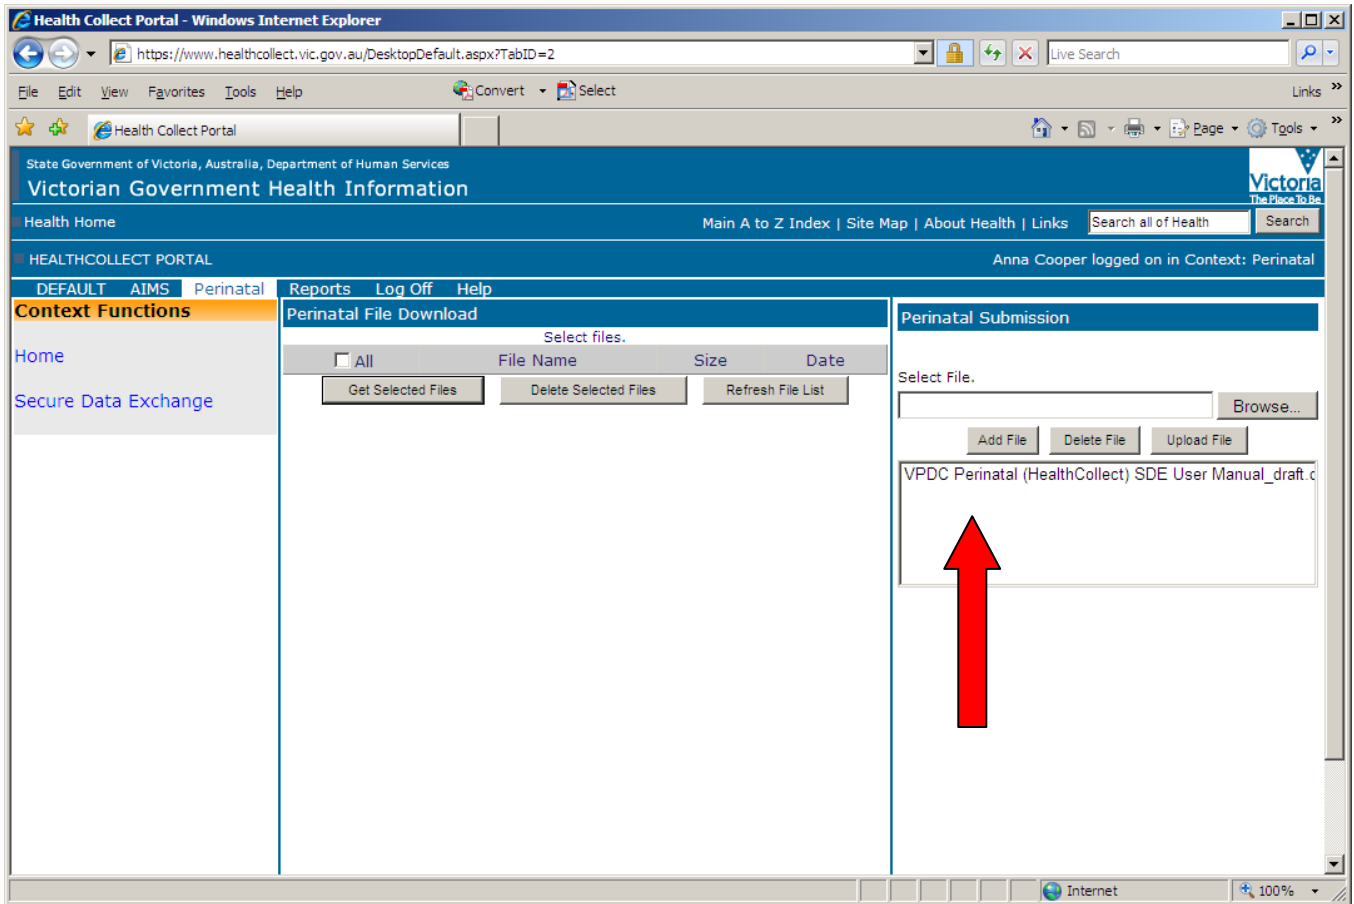 Health Collect Portal - Windows Internet Explorer
https://www.healthcollect.vic.gov.au/DesktopDefault.aspx?TabID=2
Live Search
File Edit View Favorites Tools Help
Convert Select
Links »
Health Collect Portal
Page Tools »
State Government of Victoria, Australia, Department of Human Services
Victorian Government Health Information
Victoria
The Place To Be
Health Home
Main A to Z Index | Site Map | About Health | Links
Search all of Health
Search
HEALTHCOLLECT PORTAL
Anna Cooper logged on in Context: Perinatal
DEFAULT AIMS Perinatal Reports Log Off Help
Context Functions
Home
Secure Data Exchange
Perinatal File Download
Select files.
All File Name Size Date
Get Selected Files Delete Selected Files Refresh File List
Perinatal Submission
Select File.
Browse...
Add File Delete File Upload File
VPDC Perinatal (HealthCollect) SDE User Manual_draft.d
Internet
100%